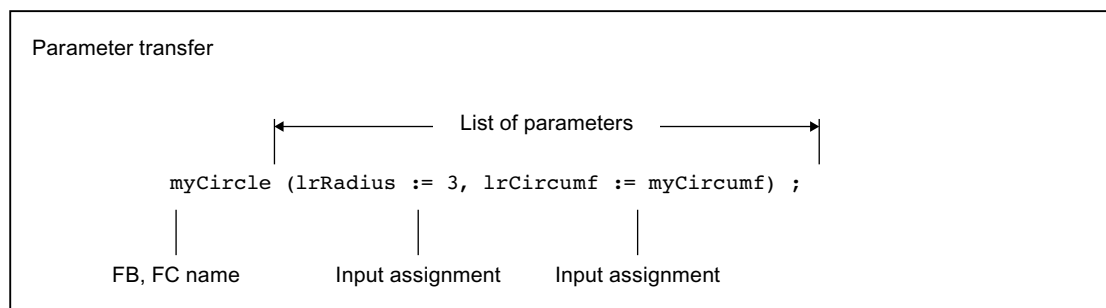 Parameter transfer
List of parameters
myCircle (lrRadius := 3, lrCircumf := myCircumf) ;
FB, FC name Input assignment Input assignment